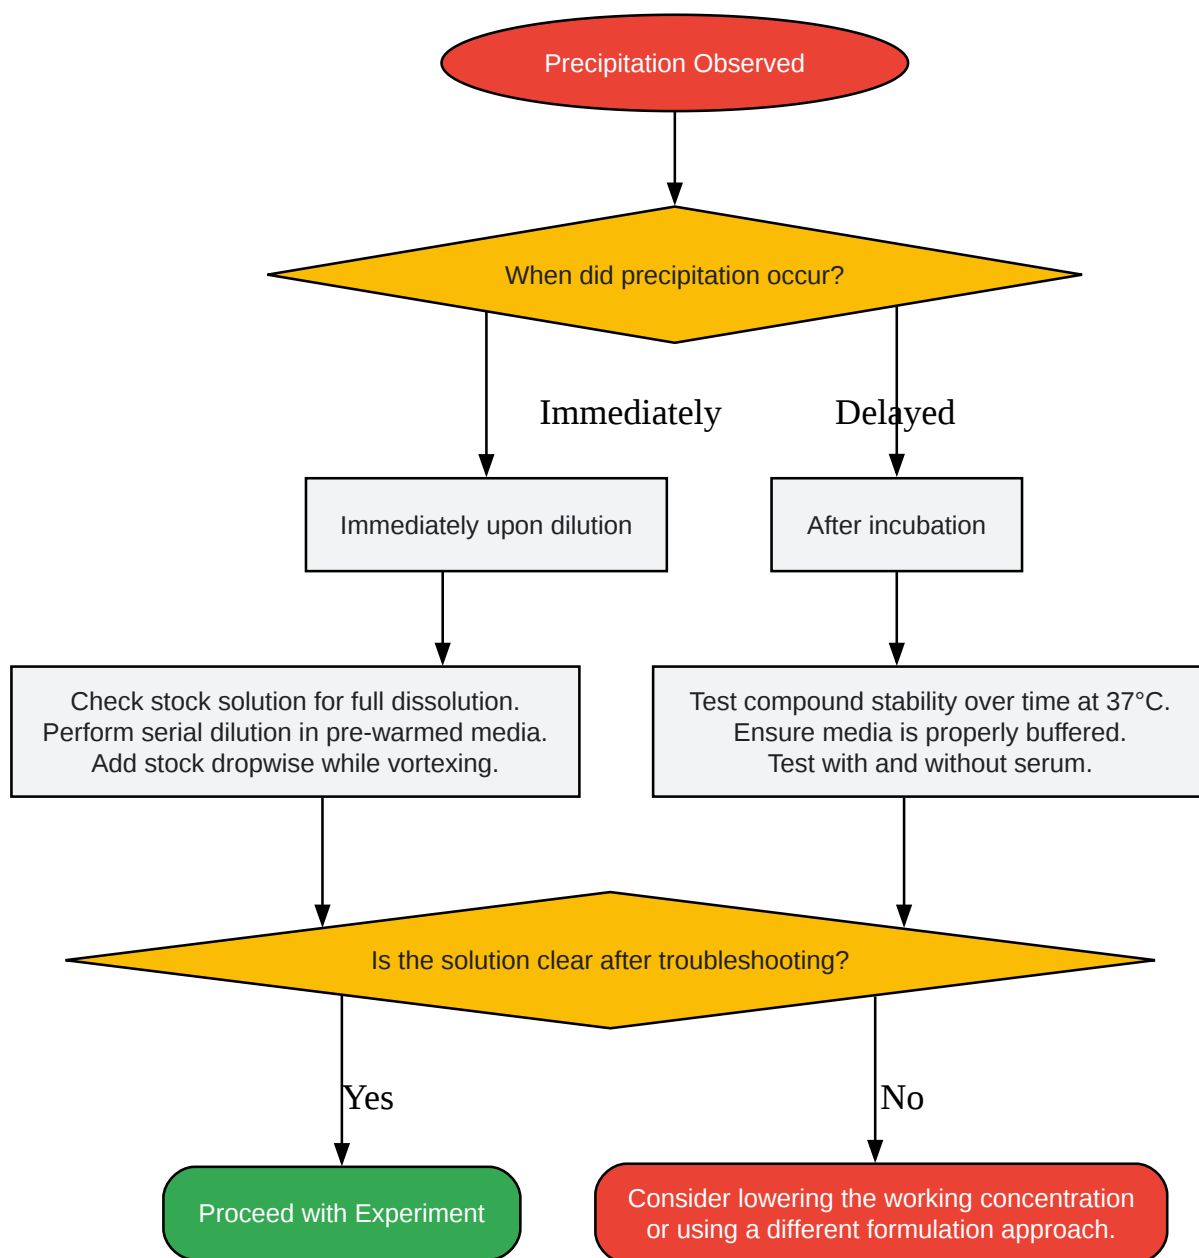 Precipitation Observed
When did precipitation occur?
Immediately
Delayed
Immediately upon dilution
After incubation
Check stock solution for full dissolution.
Perform serial dilution in pre-warmed media.
Add stock dropwise while vortexing.
Test compound stability over time at 37°C.
Ensure media is properly buffered.
Test with and without serum.
Is the solution clear after troubleshooting?
Yes
No
Proceed with Experiment
Consider lowering the working concentration
or using a different formulation approach.